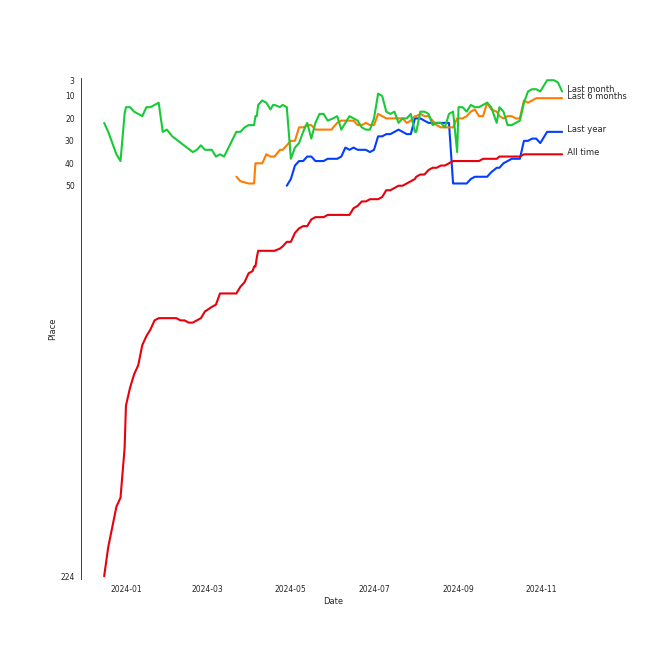 3
10
20
30
40
50
224
Place
Last month
Last 6 months
Last year
All time
2024-01
2024-03
2024-05
2024-07
2024-09
2024-11
Date